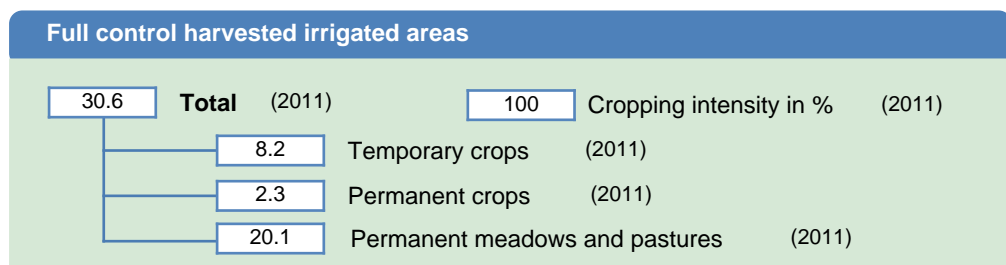 Full control harvested irrigated areas
30.6 Total (2011) 100 Cropping intensity in % (2011)
8.2 Temporary crops (2011)
2.3 Permanent crops (2011)
20.1 Permanent meadows and pastures (2011)